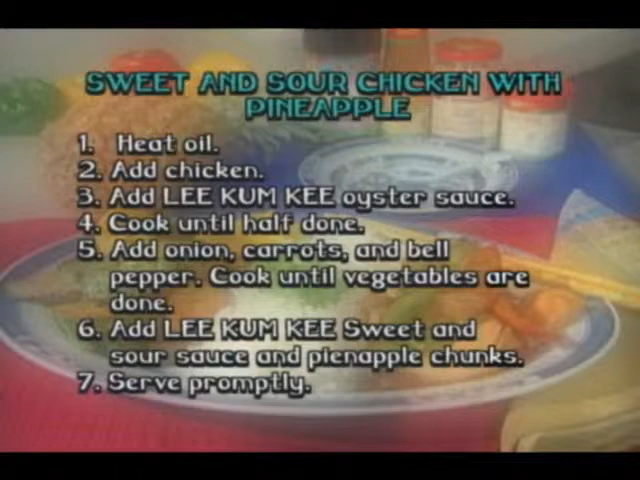 SWEET AND SOUR CHICKEN WITH
PINEAPPLE
1. Heat oil.
2. Add chicken.
3. Add LEE KUM KEE oyster sauce.
4. Cook until half done.
5. Add onion, carrots, and bell
pepper. Cook until vegetables are
done.
6. Add LEE KUM KEE Sweet and
sour sauce and pienapple chunks.
7. Serve promptly.